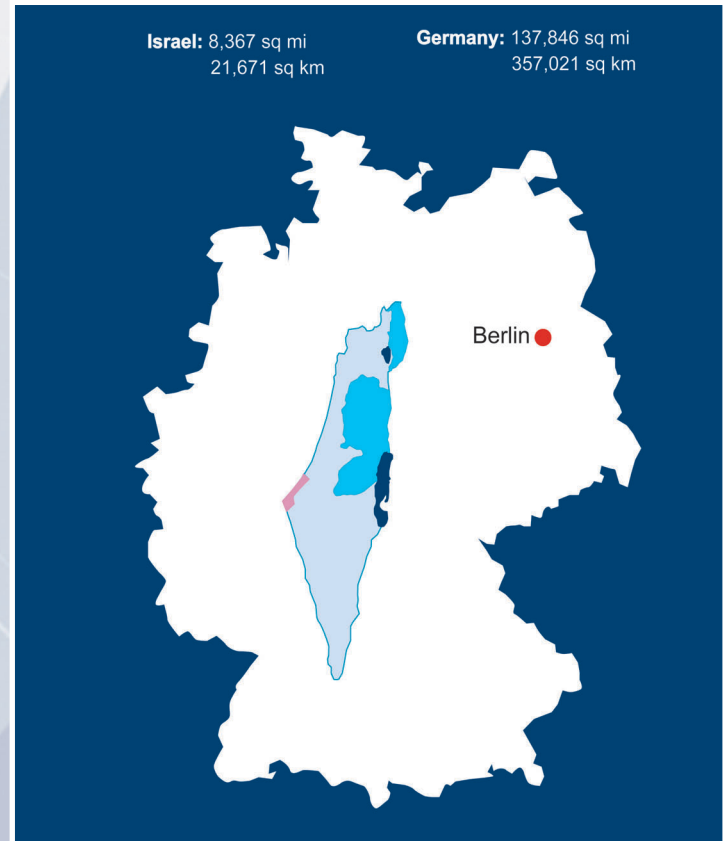 Israel: 8,367 sq mi
21,671 sq km
Germany: 137,846 sq mi
357,021 sq km
Berlin